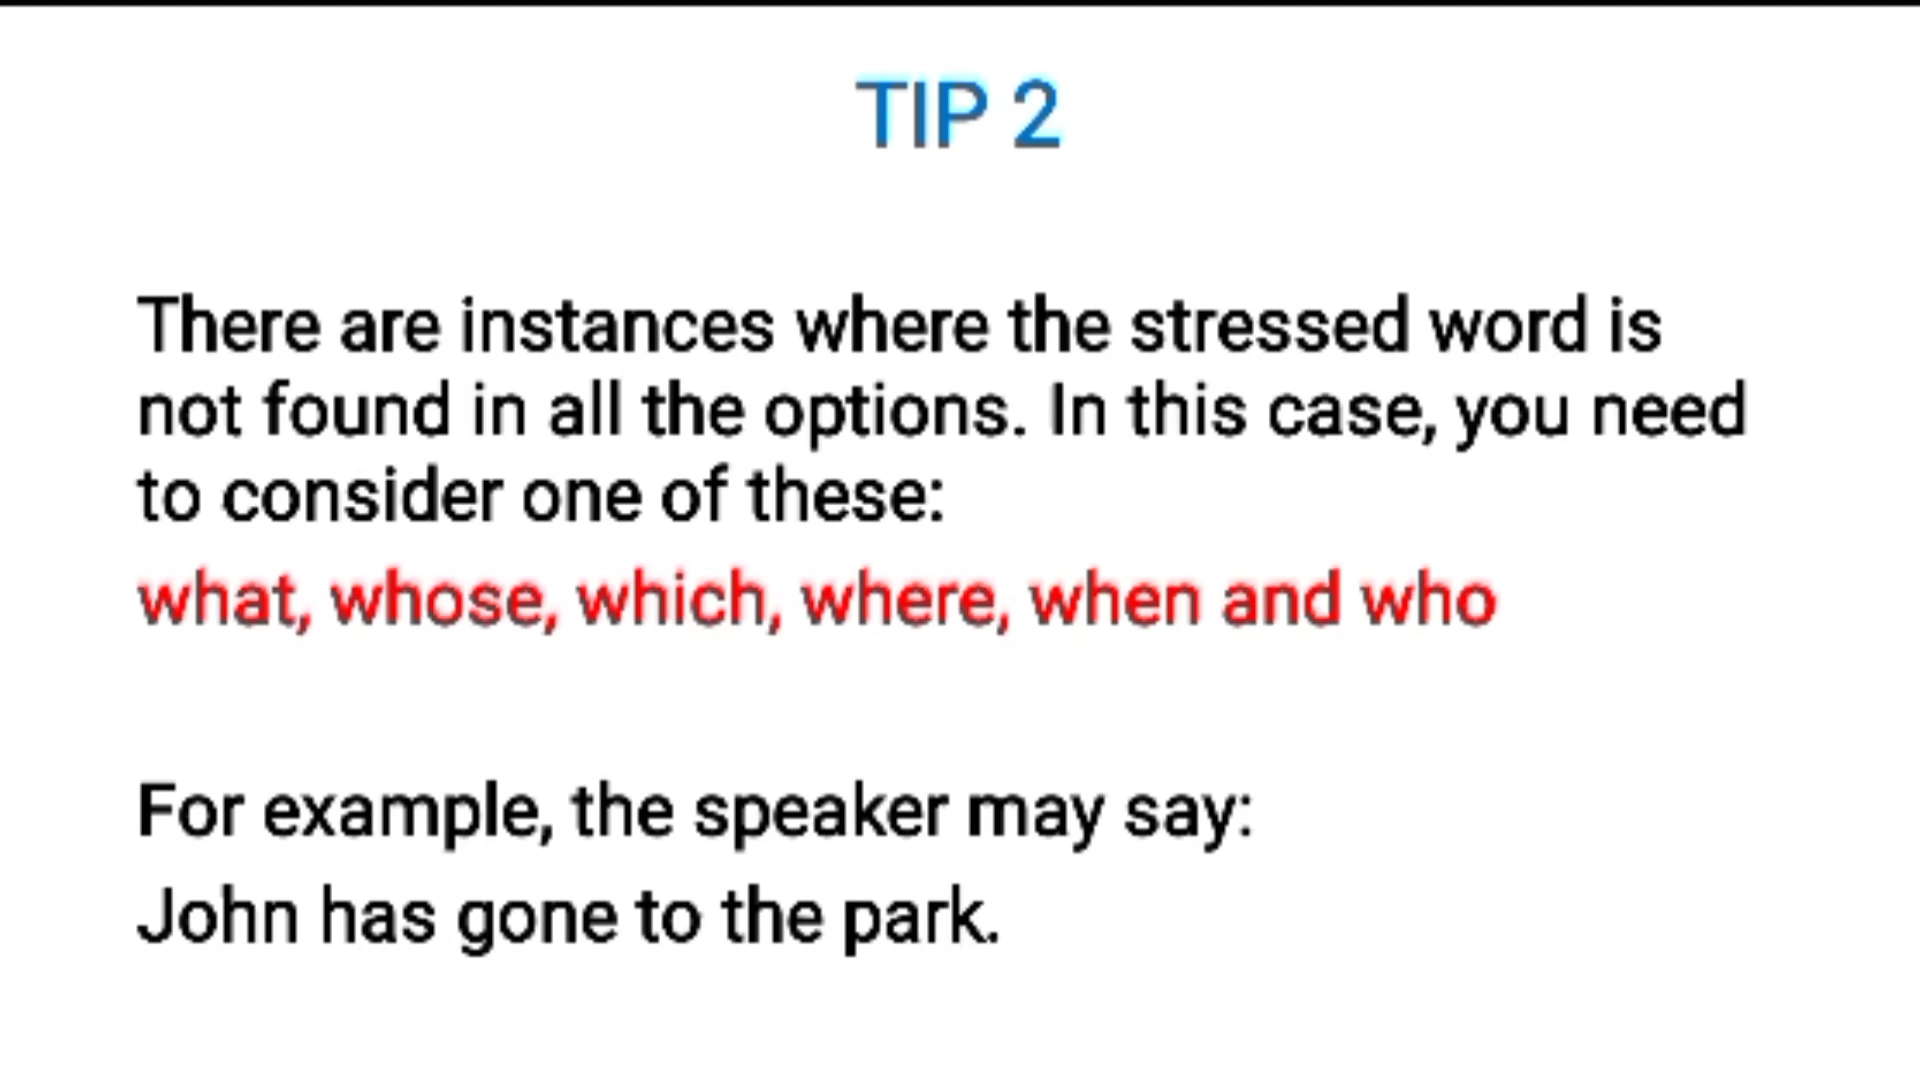 TIP 2
There are instances where the stressed word is
not found in all the options. In this case, you need
to consider one of these:
what, whose, which, where, when and who
For example, the speaker may say:
John has gone to the park.